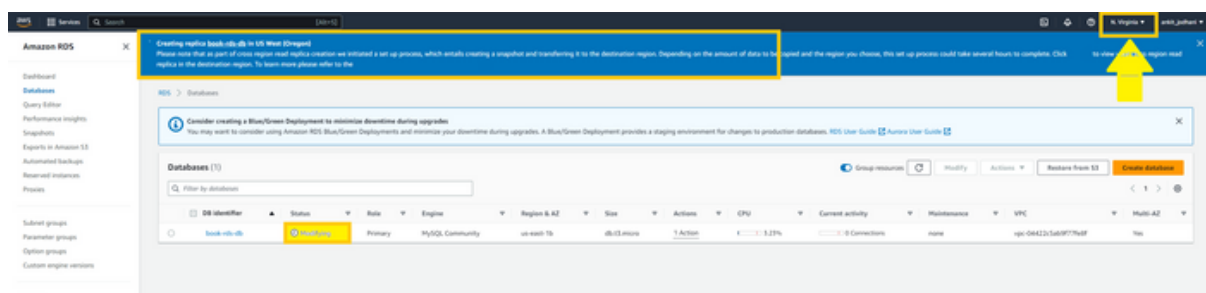 aws
Services
Search
[Alt+S]
N. Virginia
ankit_jodhani
Amazon RDS
Dashboard
Databases
Query Editor
Performance insights
Snapshots
Exports in Amazon S3
Automated backups
Reserved instances
Proxies
Subnet groups
Parameter groups
Option groups
Custom engine versions
Creating replica book-rds-db in US West (Oregon)
Please note that as part of cross region read replica creation we initiated a set up process, which entails creating a snapshot and transferring it to the destination region. Depending on the amount of data to be copied and the region you choose, this set up process could take several hours to complete. Click to view region read
replica in the destination region. To learn more please refer to the
RDS > Databases
Consider creating a Blue/Green Deployment to minimize downtime during upgrades
You may want to consider using Amazon RDS Blue/Green Deployments and minimize your downtime during upgrades. A Blue/Green Deployment provides a staging environment for changes to production databases. RDS User Guide Aurora User Guide
Databases (1)
Group resources
Modify
Actions
Restore from S3
Create database
Filter by databases
1
DB identifier Status Role Engine Region & AZ Size Actions CPU Current activity Maintenance VPC Multi-AZ
book-rds-db Modifying Primary MySQL Community us-east-1b db.t3.micro 1 Action 3.23% 0 Connections none Yes